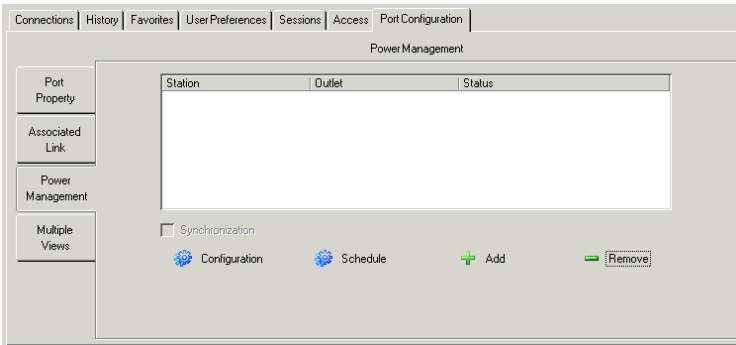 Connections History Favorites User Preferences Sessions Access Port Configuration
Power Management
Port
Property
Associated
Link
Power
Management
Multiple
Views
Station Outlet Status
Synchronization
Configuration Schedule Add Remove